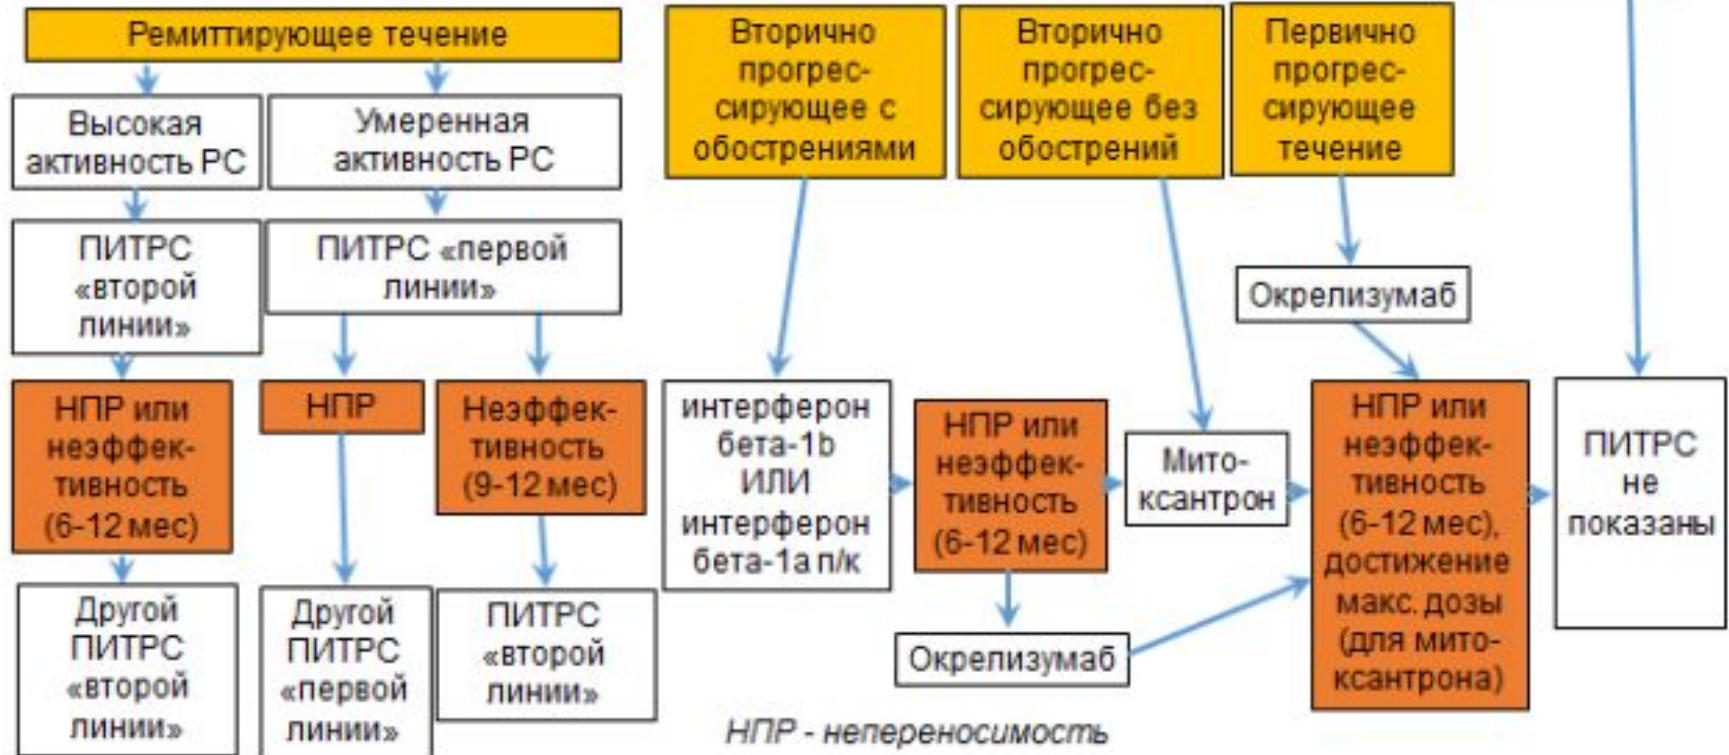 Ремиттирующее течение
Высокая
активность РС
Умеренная
активность РС
ПИТРС
«второй
линии»
ПИТРС «первой
линии»
НПР или
неэффек-
тивность
(6-12 мес)
НПР
Неэффек-
тивность
(9-12 мес)
Другой
ПИТРС
«второй
линии»
Другой
ПИТРС
«первой
линии»
ПИТРС
«второй
линии»
Вторично
прогрес-
сирующее с
обострениями
Вторично
прогрес-
сирующее без
обострений
Первично
прогрес-
сирующее
течение
Окрелизумаб
интерферон
бета-1b
ИЛИ
интерферон
бета-1а п/к
НПР или
неэффек-
тивность
(6-12 мес)
Мито-
ксантрон
НПР или
неэффек-
тивность
(6-12 мес),
достижение
макс. дозы
(для мито-
ксантрона)
ПИТРС
не
показаны
Окрелизумаб
НПР - непереносимость